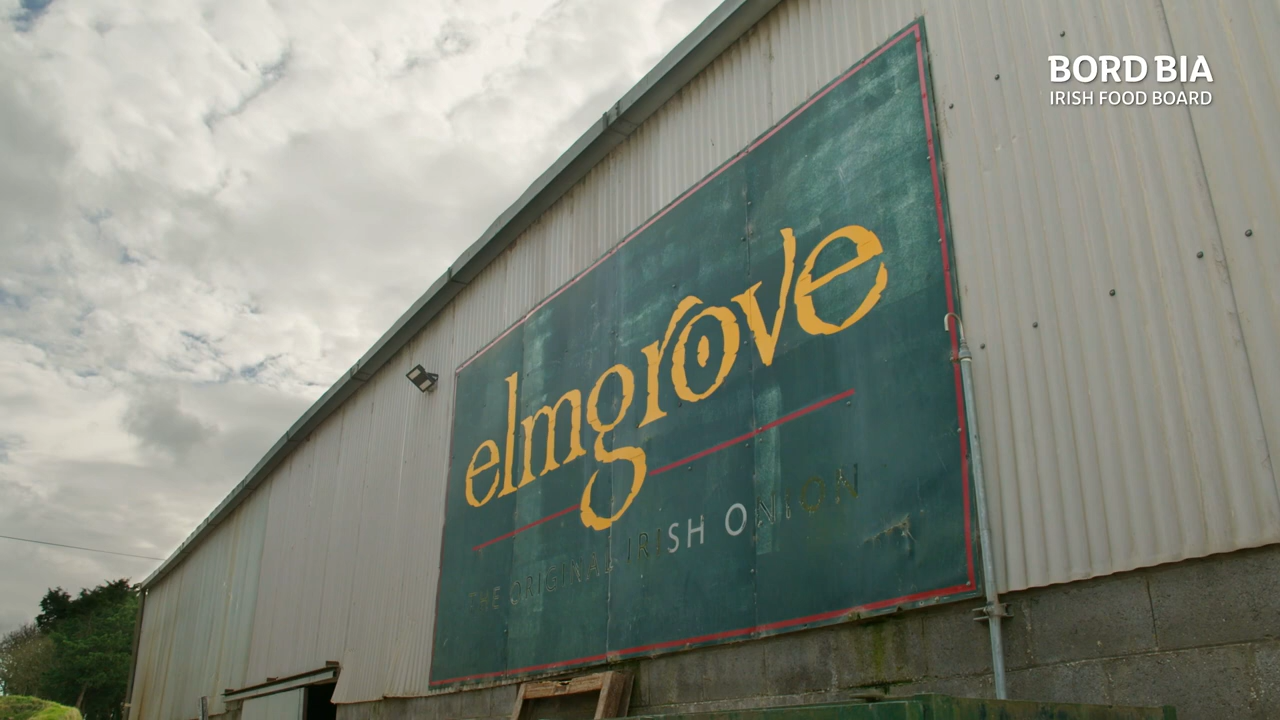 BORD BIA
IRISH FOOD BOARD
elmgrove
THE ORIGINAL IRISH ONION